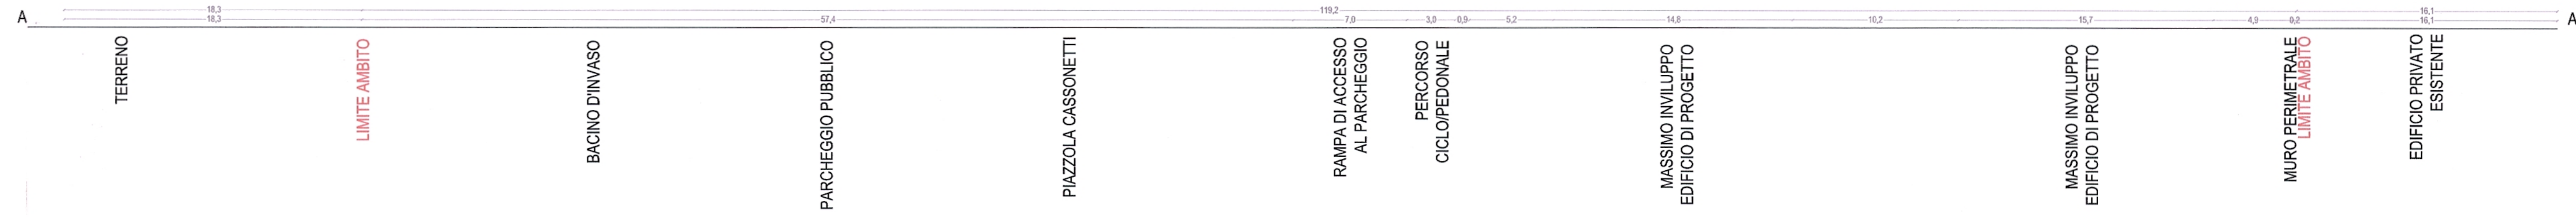 A 18,3 119,2 16,1 A
18,3 57,4 7,0 3,0 0,9 5,2 14,8 10,2 15,7 4,9 0,2 16,1
TERRENO
LIMITE AMBITO
BACINO D'INVASO
PARCHEGGIO PUBBLICO
PIAZZOLA CASSONETTI
RAMPA DI ACCESSO
AL PARCHEGGIO
PERCORSO
CICLO/PEDONALE
MASSIMO INVILUPPO
EDIFICIO DI PROGETTO
MASSIMO INVILUPPO
EDIFICIO DI PROGETTO
MURO PERIMETRALE
LIMITE AMBITO
EDIFICIO PRIVATO
ESISTENTE